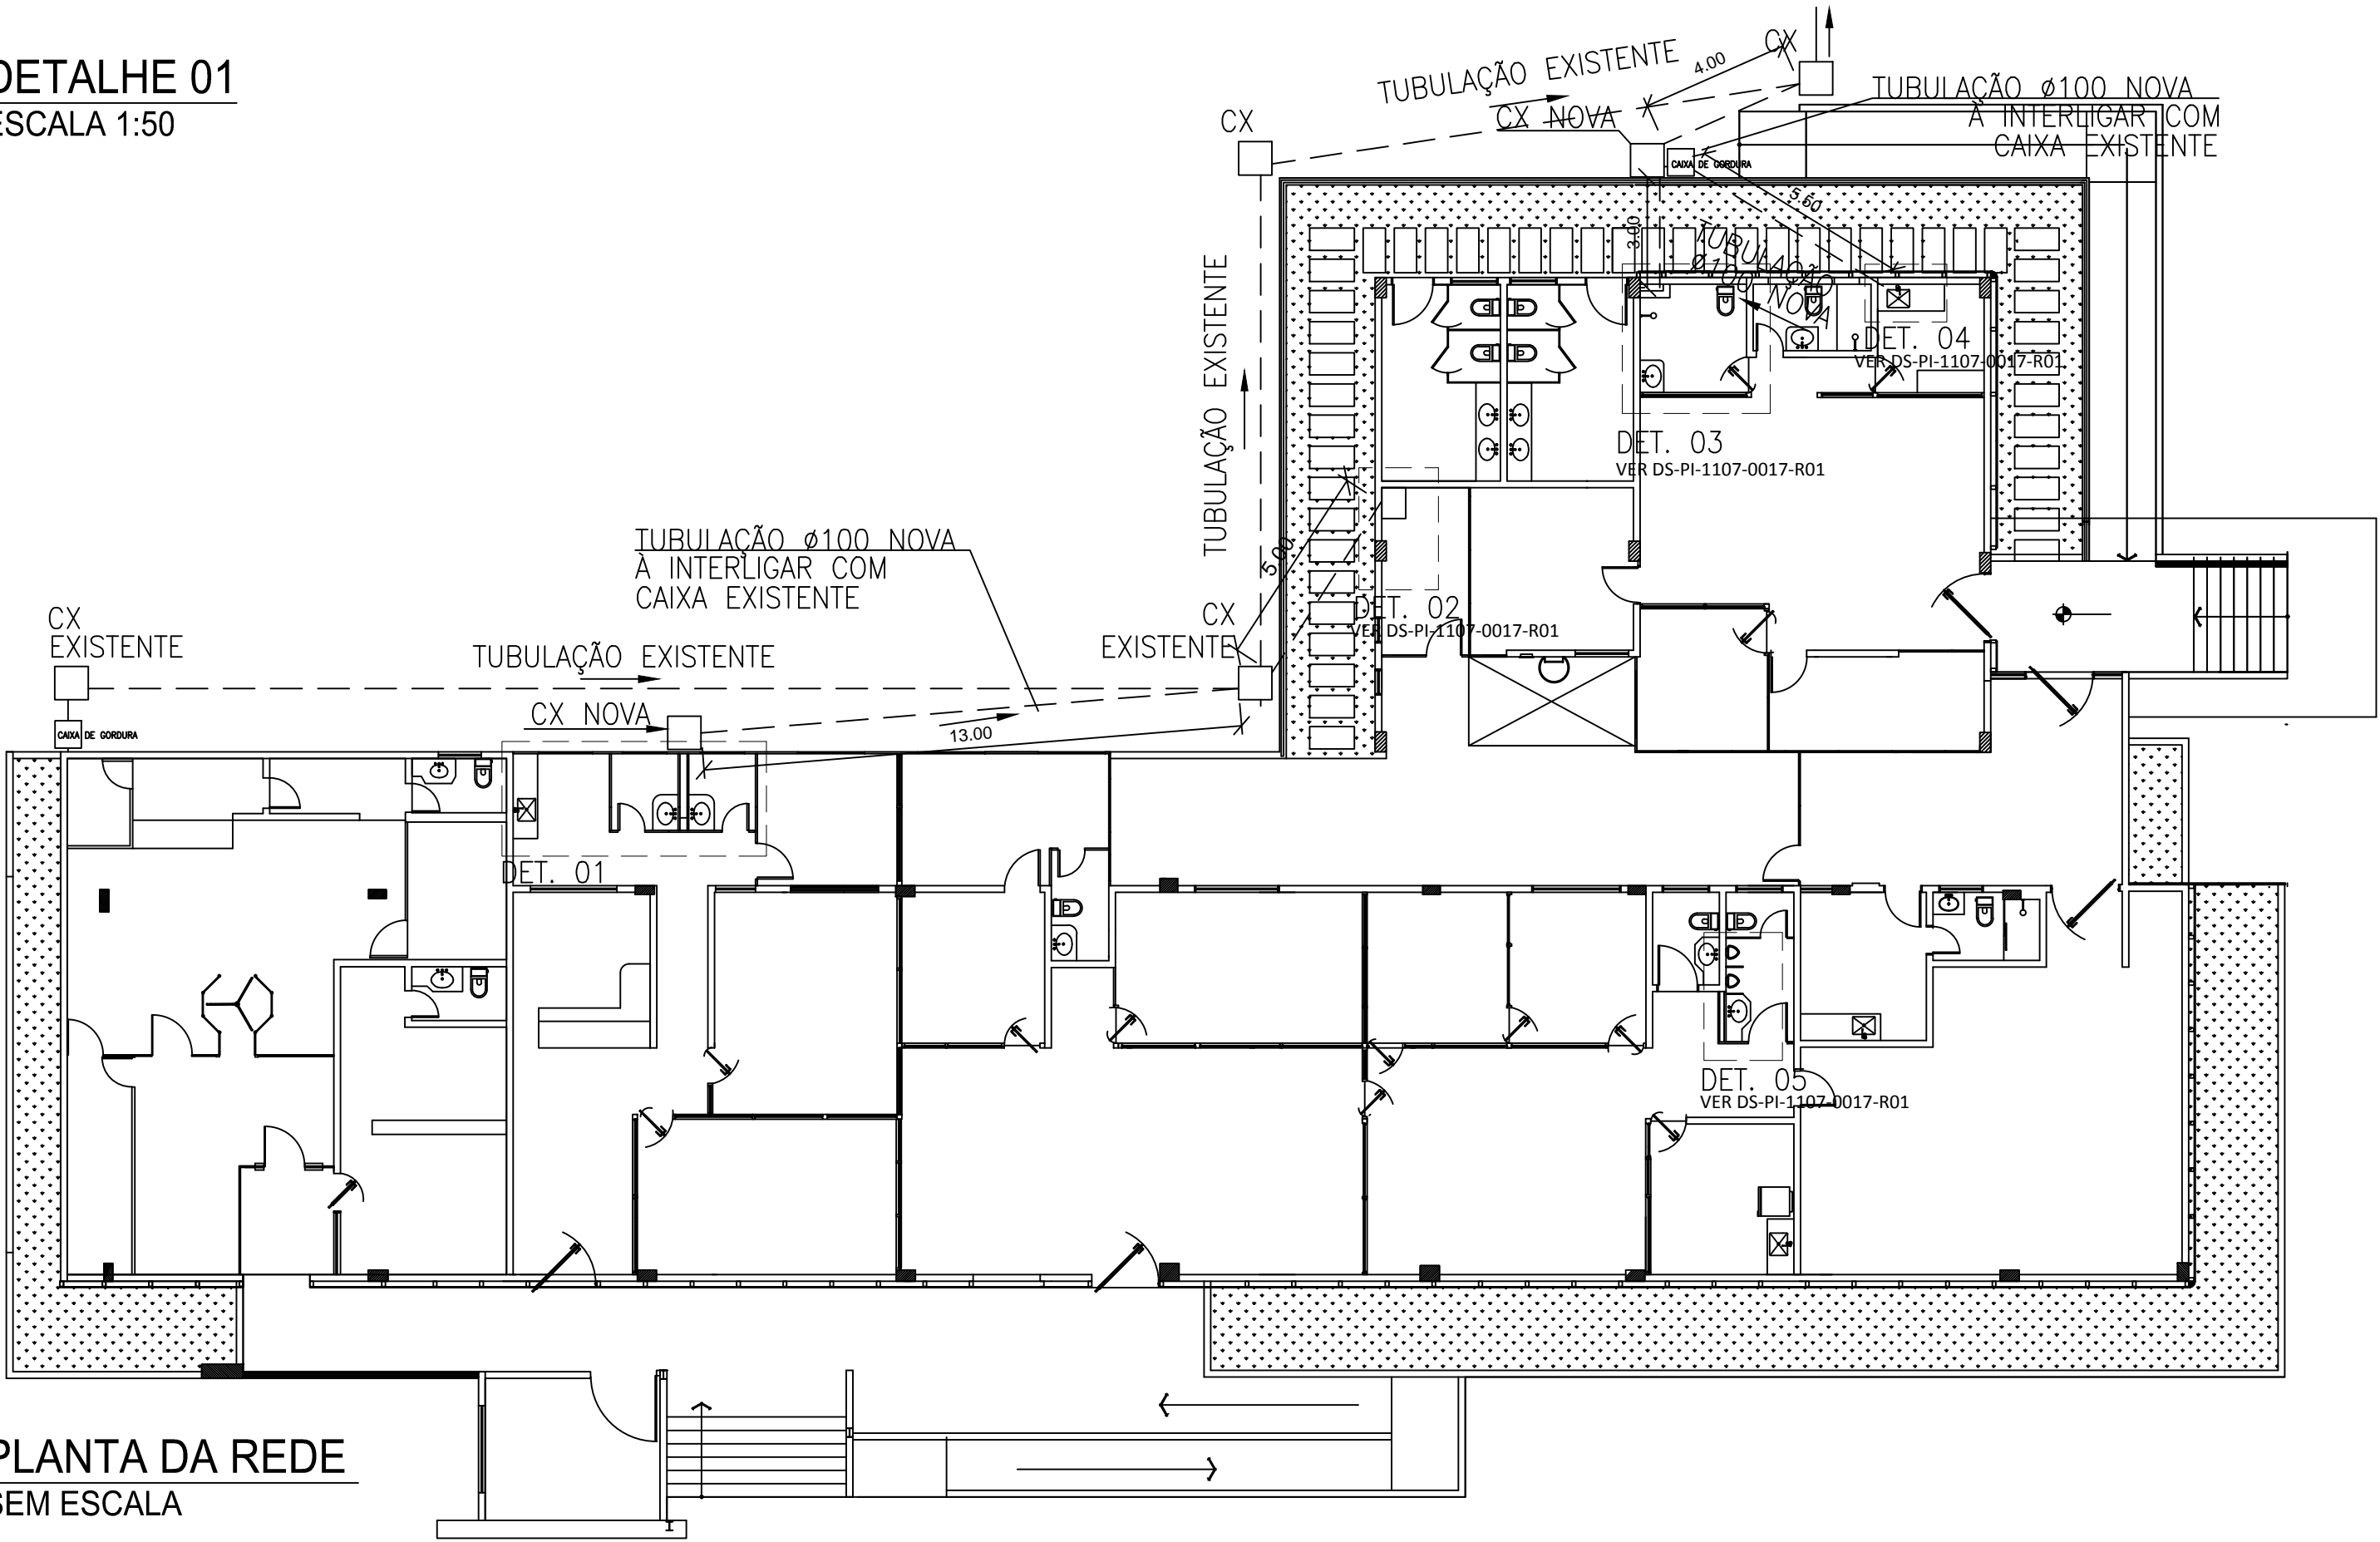 DETALHE 01
ESCALA 1:50
TUBULAÇÃO EXISTENTE
4.00
CX
CX NOVA
CX
TUBULAÇÃO ø100 NOVA
À INTERLIGAR COM
CAIXA EXISTENTE
CAIXA DE GORDURA
5.50
3.00
TUBULAÇÃO
ø100 NOVA
DET. 04
VER DS-PI-1107-0017-R01
DET. 03
VER DS-PI-1107-0017-R01
TUBULAÇÃO EXISTENTE
5.00
TUBULAÇÃO ø100 NOVA
À INTERLIGAR COM
CAIXA EXISTENTE
DET. 02
VER DS-PI-1107-0017-R01
CX
EXISTENTE
CX
EXISTENTE
TUBULAÇÃO EXISTENTE
CX NOVA
13.00
CAIXA DE GORDURA
DET. 01
DET. 05
VER DS-PI-1107-0017-R01
PLANTA DA REDE
SEM ESCALA